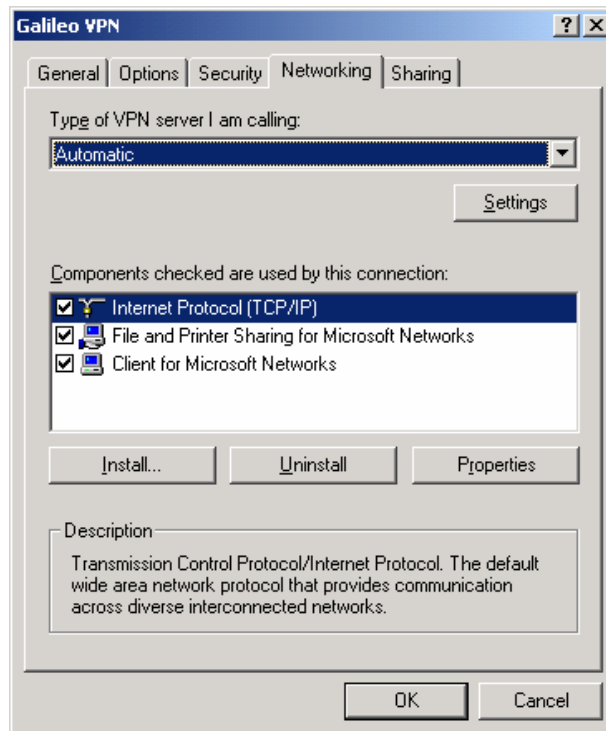 Galileo VPN
General Options Security Networking Sharing
Type of VPN server I am calling:
Automatic
Settings
Components checked are used by this connection:
Internet Protocol (TCP/IP)
File and Printer Sharing for Microsoft Networks
Client for Microsoft Networks
Install... Uninstall Properties
Description
Transmission Control Protocol/Internet Protocol. The default
wide area network protocol that provides communication
across diverse interconnected networks.
OK Cancel